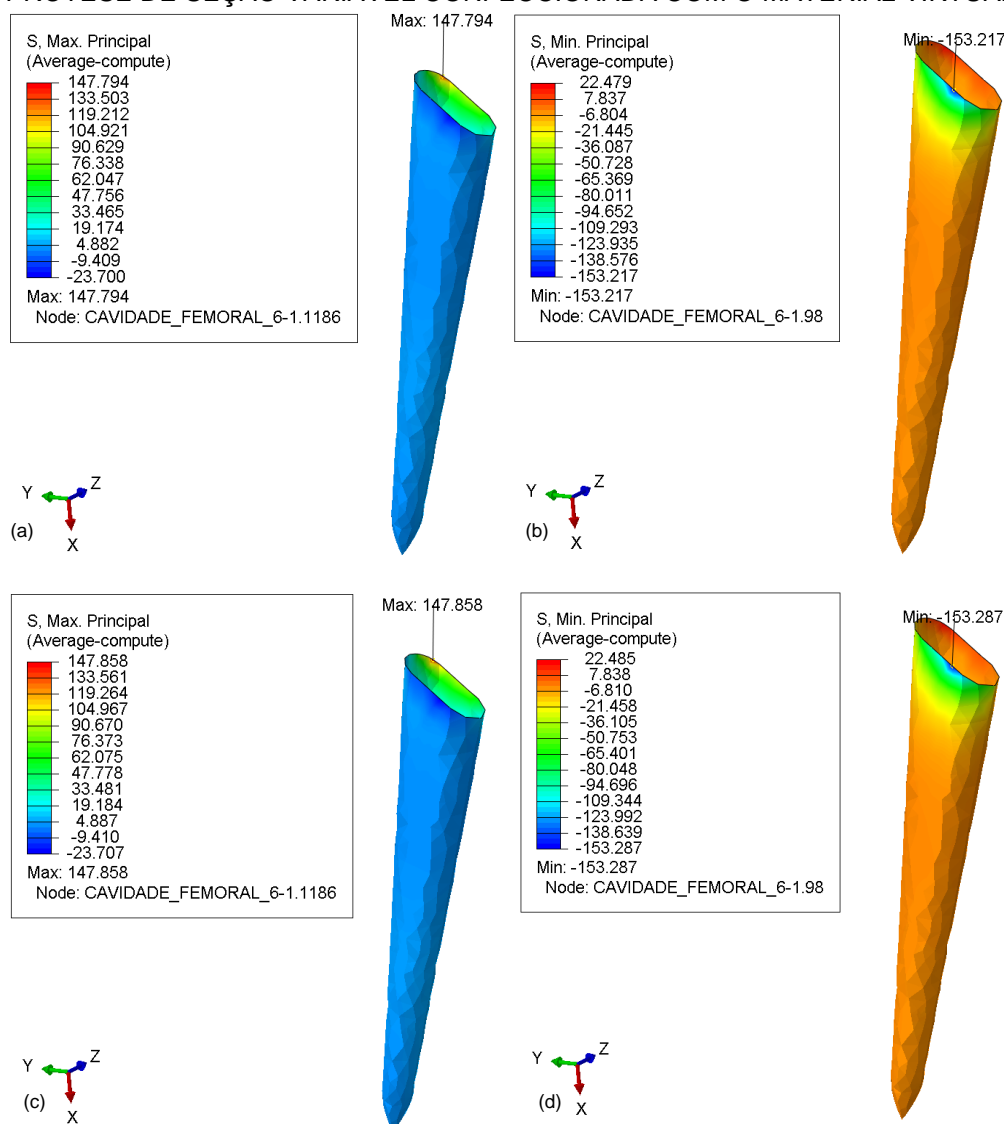 S, Max. Principal
(Average-compute)
147.794
133.503
119.212
104.921
90.629
76.338
62.047
47.756
33.465
19.174
4.882
-9.409
-23.700
Max: 147.794
Node: CAVIDADE_FEMORAL_6-1.1186
Max: 147.794
Y
Z
X
(a)
S, Min. Principal
(Average-compute)
22.479
7.837
-6.804
-21.445
-36.087
-50.728
-65.369
-80.011
-94.652
-109.293
-123.935
-138.576
-153.217
Min: -153.217
Node: CAVIDADE_FEMORAL_6-1.98
Min: -153.217
Y
Z
X
(b)
S, Max. Principal
(Average-compute)
147.858
133.561
119.264
104.967
90.670
76.373
62.075
47.778
33.481
19.184
4.887
-9.410
-23.707
Max: 147.858
Node: CAVIDADE_FEMORAL_6-1.1186
Max: 147.858
Y
Z
X
(c)
S, Min. Principal
(Average-compute)
22.485
7.838
-6.810
-21.458
-36.105
-50.753
-65.401
-80.048
-94.696
-109.344
-123.992
-138.639
-153.287
Min: -153.287
Node: CAVIDADE_FEMORAL_6-1.98
Min: -153.287
Y
Z
X
(d)